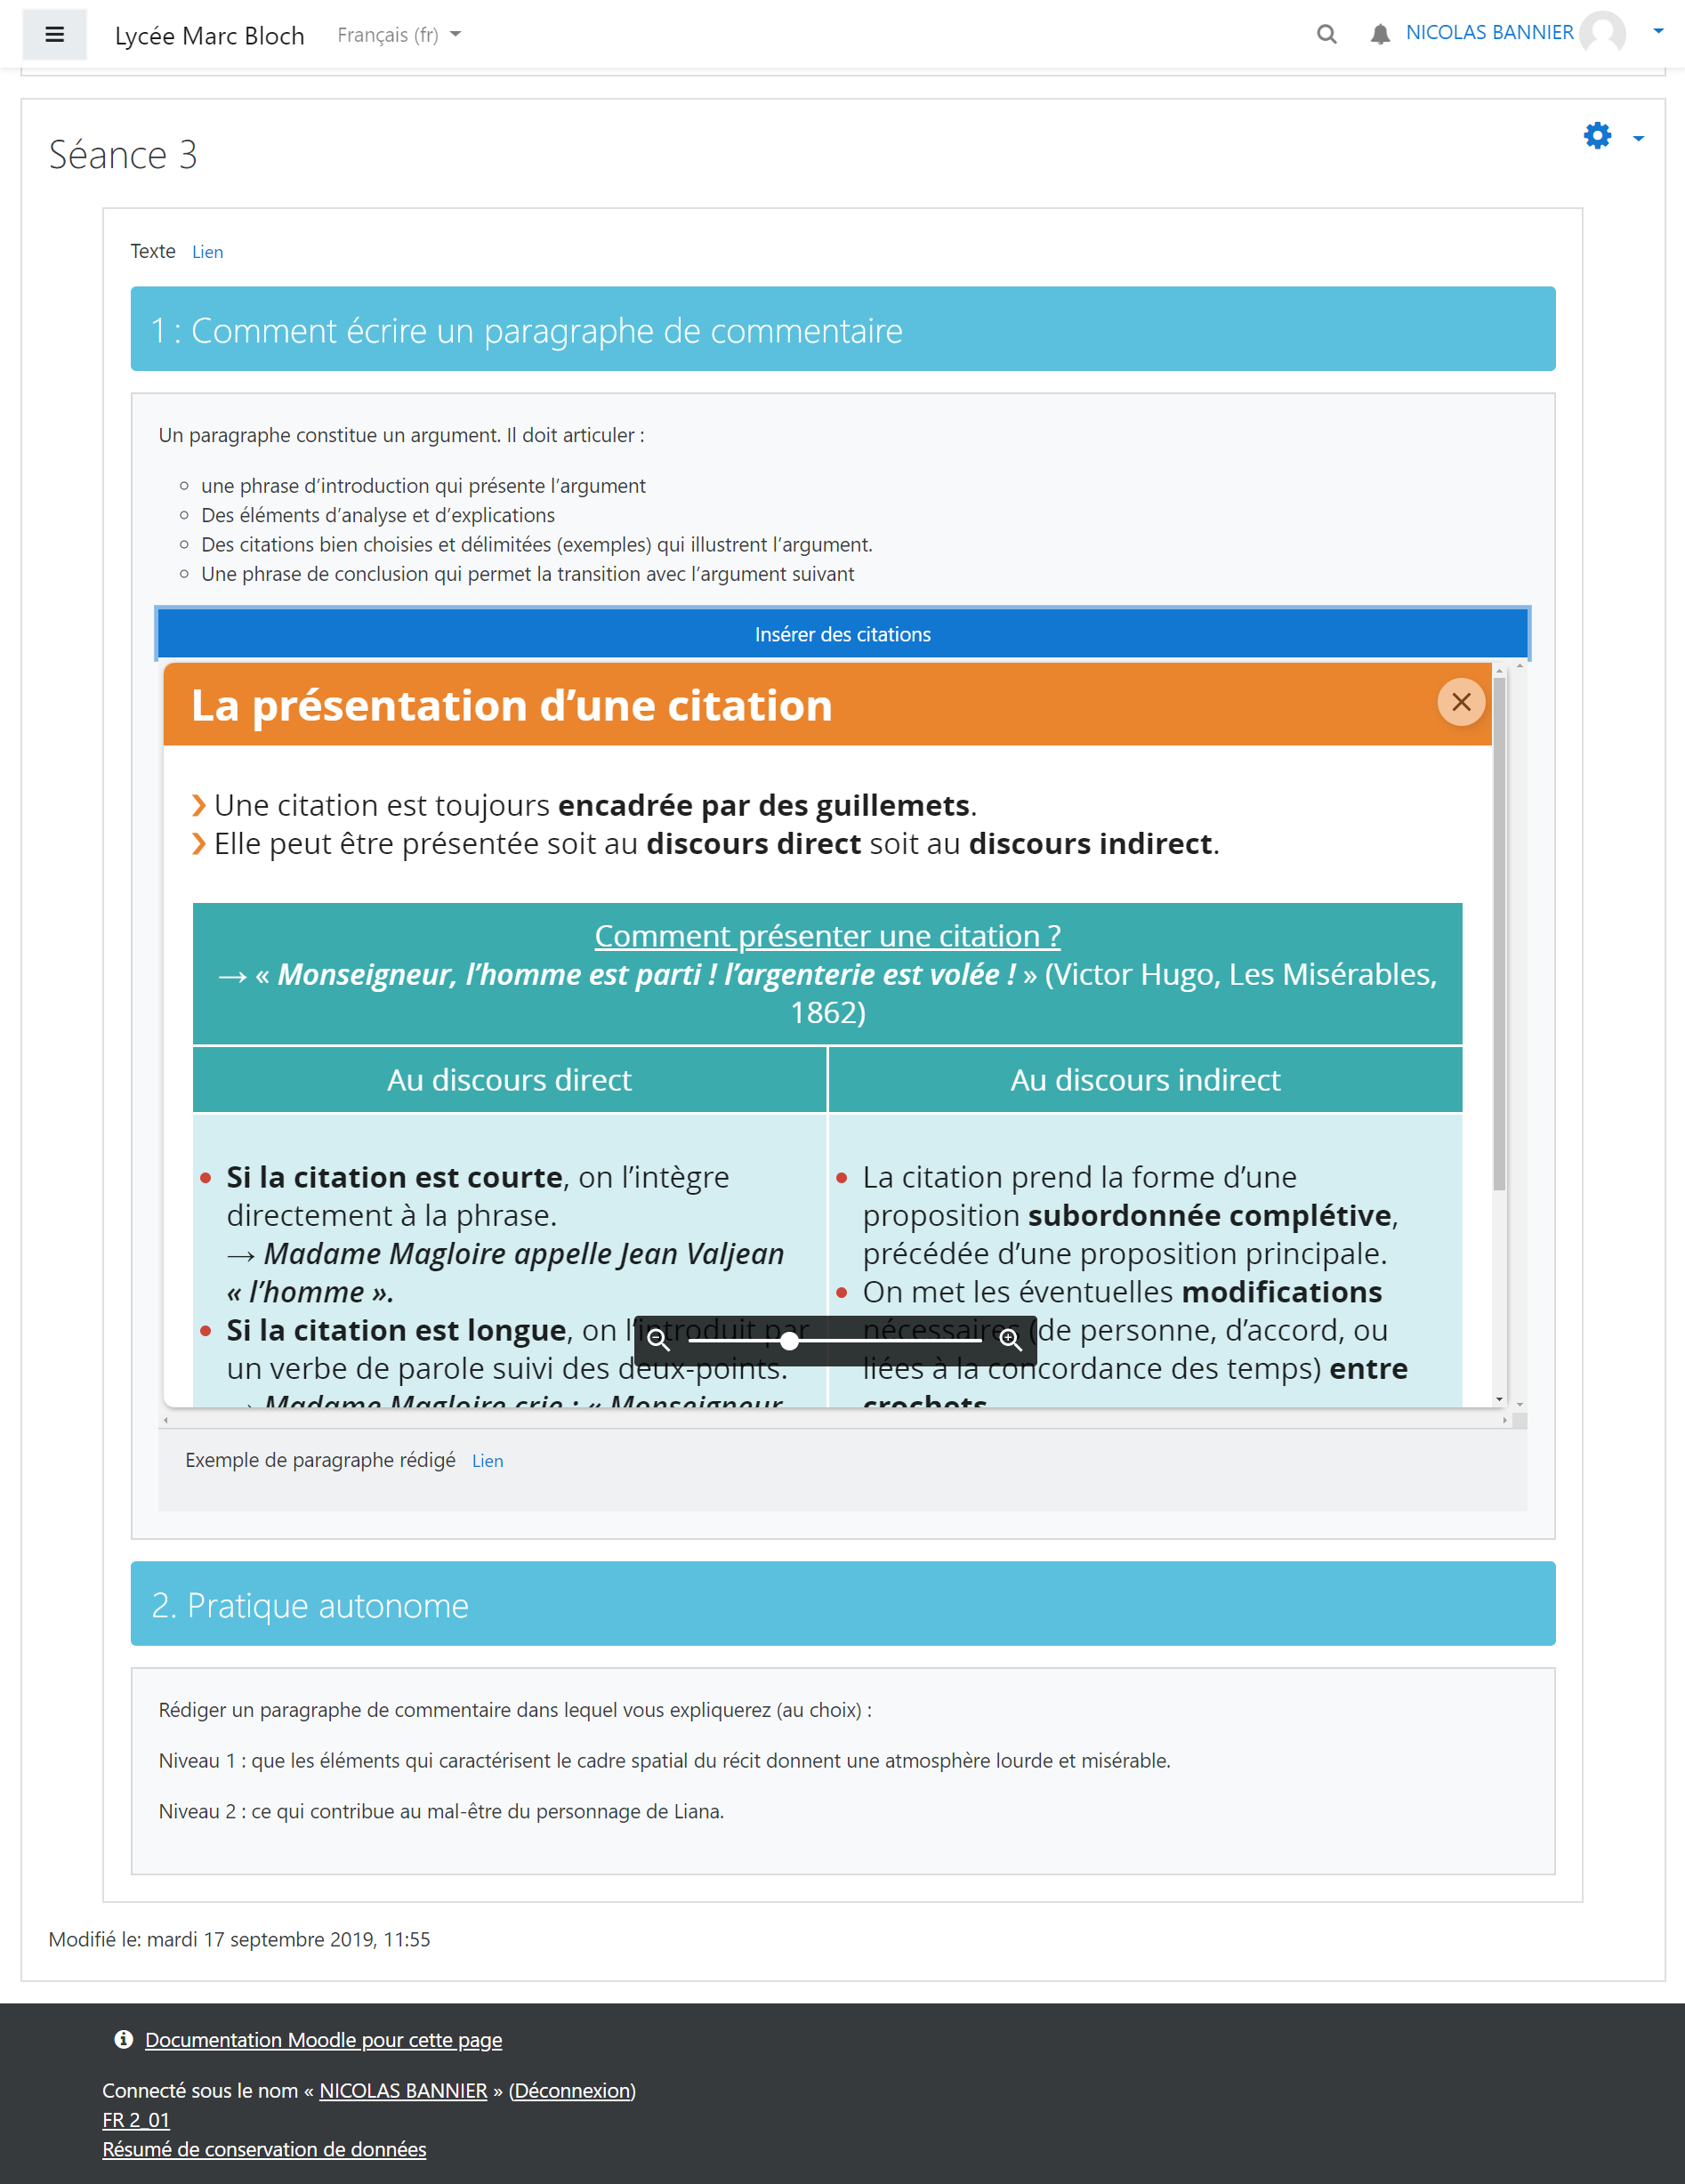 Lycée Marc Bloch Français (fr) NICOLAS BANNIER
Séance 3
Texte Lien
1 : Comment écrire un paragraphe de commentaire
Un paragraphe constitue un argument. Il doit articuler :
une phrase d’introduction qui présente l’argument
Des éléments d’analyse et d’explications
Des citations bien choisies et délimitées (exemples) qui illustrent l’argument.
Une phrase de conclusion qui permet la transition avec l’argument suivant
Insérer des citations
La présentation d’une citation
❯ Une citation est toujours encadrée par des guillemets.
❯ Elle peut être présentée soit au discours direct soit au discours indirect.
Comment présenter une citation ?
→ « Monseigneur, l’homme est parti ! l’argenterie est volée ! » (Victor Hugo, Les Misérables,
1862)
Au discours direct
Si la citation est courte, on l’intègre
directement à la phrase.
→ Madame Magloire appelle Jean Valjean
« l’homme ».
Si la citation est longue, on l’introduit par
un verbe de parole suivi des deux-points.
→ Madame Magloire crie : « Monseigneur,
Au discours indirect
La citation prend la forme d’une
proposition subordonnée complétive,
précédée d’une proposition principale.
On met les éventuelles modifications
nécessaires (de personne, d’accord, ou
liées à la concordance des temps) entre
crochets
Exemple de paragraphe rédigé Lien
2. Pratique autonome
Rédiger un paragraphe de commentaire dans lequel vous expliquerez (au choix) :
Niveau 1 : que les éléments qui caractérisent le cadre spatial du récit donnent une atmosphère lourde et misérable.
Niveau 2 : ce qui contribue au mal-être du personnage de Liana.
Modifié le: mardi 17 septembre 2019, 11:55
Documentation Moodle pour cette page
Connecté sous le nom « NICOLAS BANNIER » (Déconnexion)
FR 2_01
Résumé de conservation de données